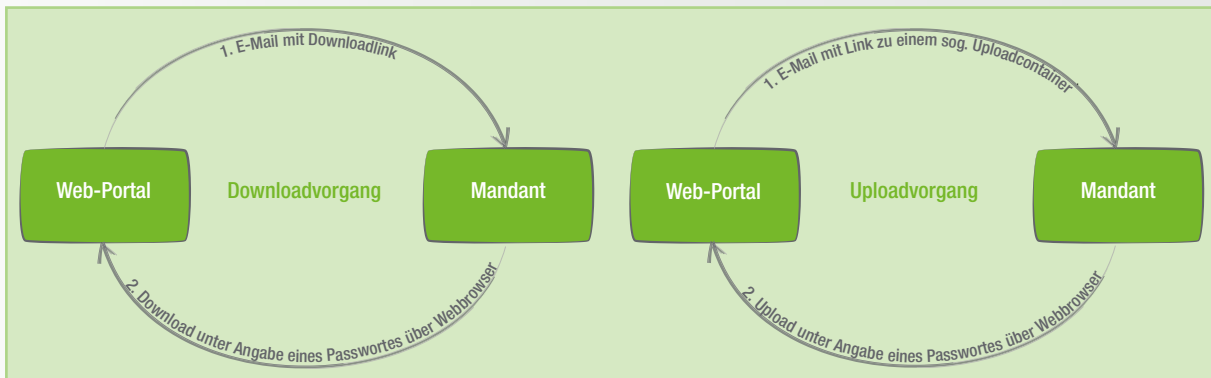 1. E-Mail mit Downloadlink
Web-Portal
Downloadvorgang
Mandant
2. Download unter Angabe eines Passwortes über Webbrowser
1. E-Mail mit Link zu einem sog. Uploadcontainer
Web-Portal
Uploadvorgang
Mandant
2. Upload unter Angabe eines Passwortes über Webbrowser